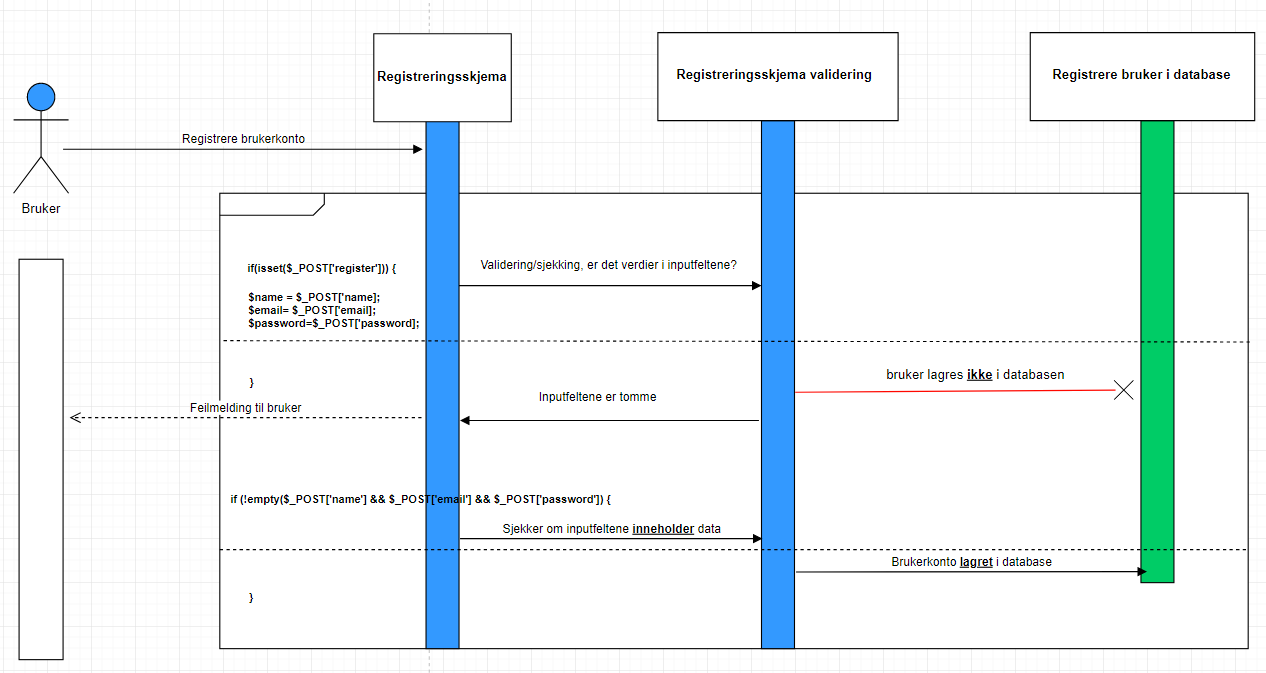 Registreringsskjema
Registreringsskjema validering
Registrere bruker i database
Registrere brukerkonto
Bruker
if(isset($_POST['register'])) {
Validering/sjekking, er det verdier i inputfeltene?
$name = $_POST['name];
$email= $_POST['email];
$password=$_POST['password];
bruker lagres ikke i databasen
}
Inputfeltene er tomme
Feilmelding til bruker
if (!empty($_POST['name'] && $_POST['email'] && $_POST['password']) {
Sjekker om inputfeltene inneholder data
Brukerkonto lagret i database
}